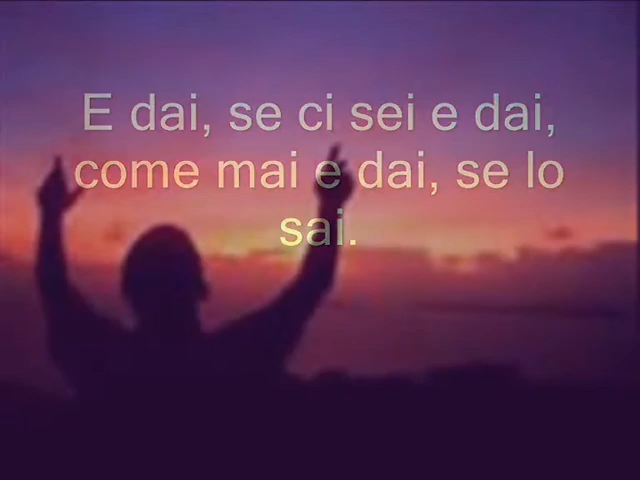 E dai, se ci sei e dai,
come mai e dai, se lo
sai.